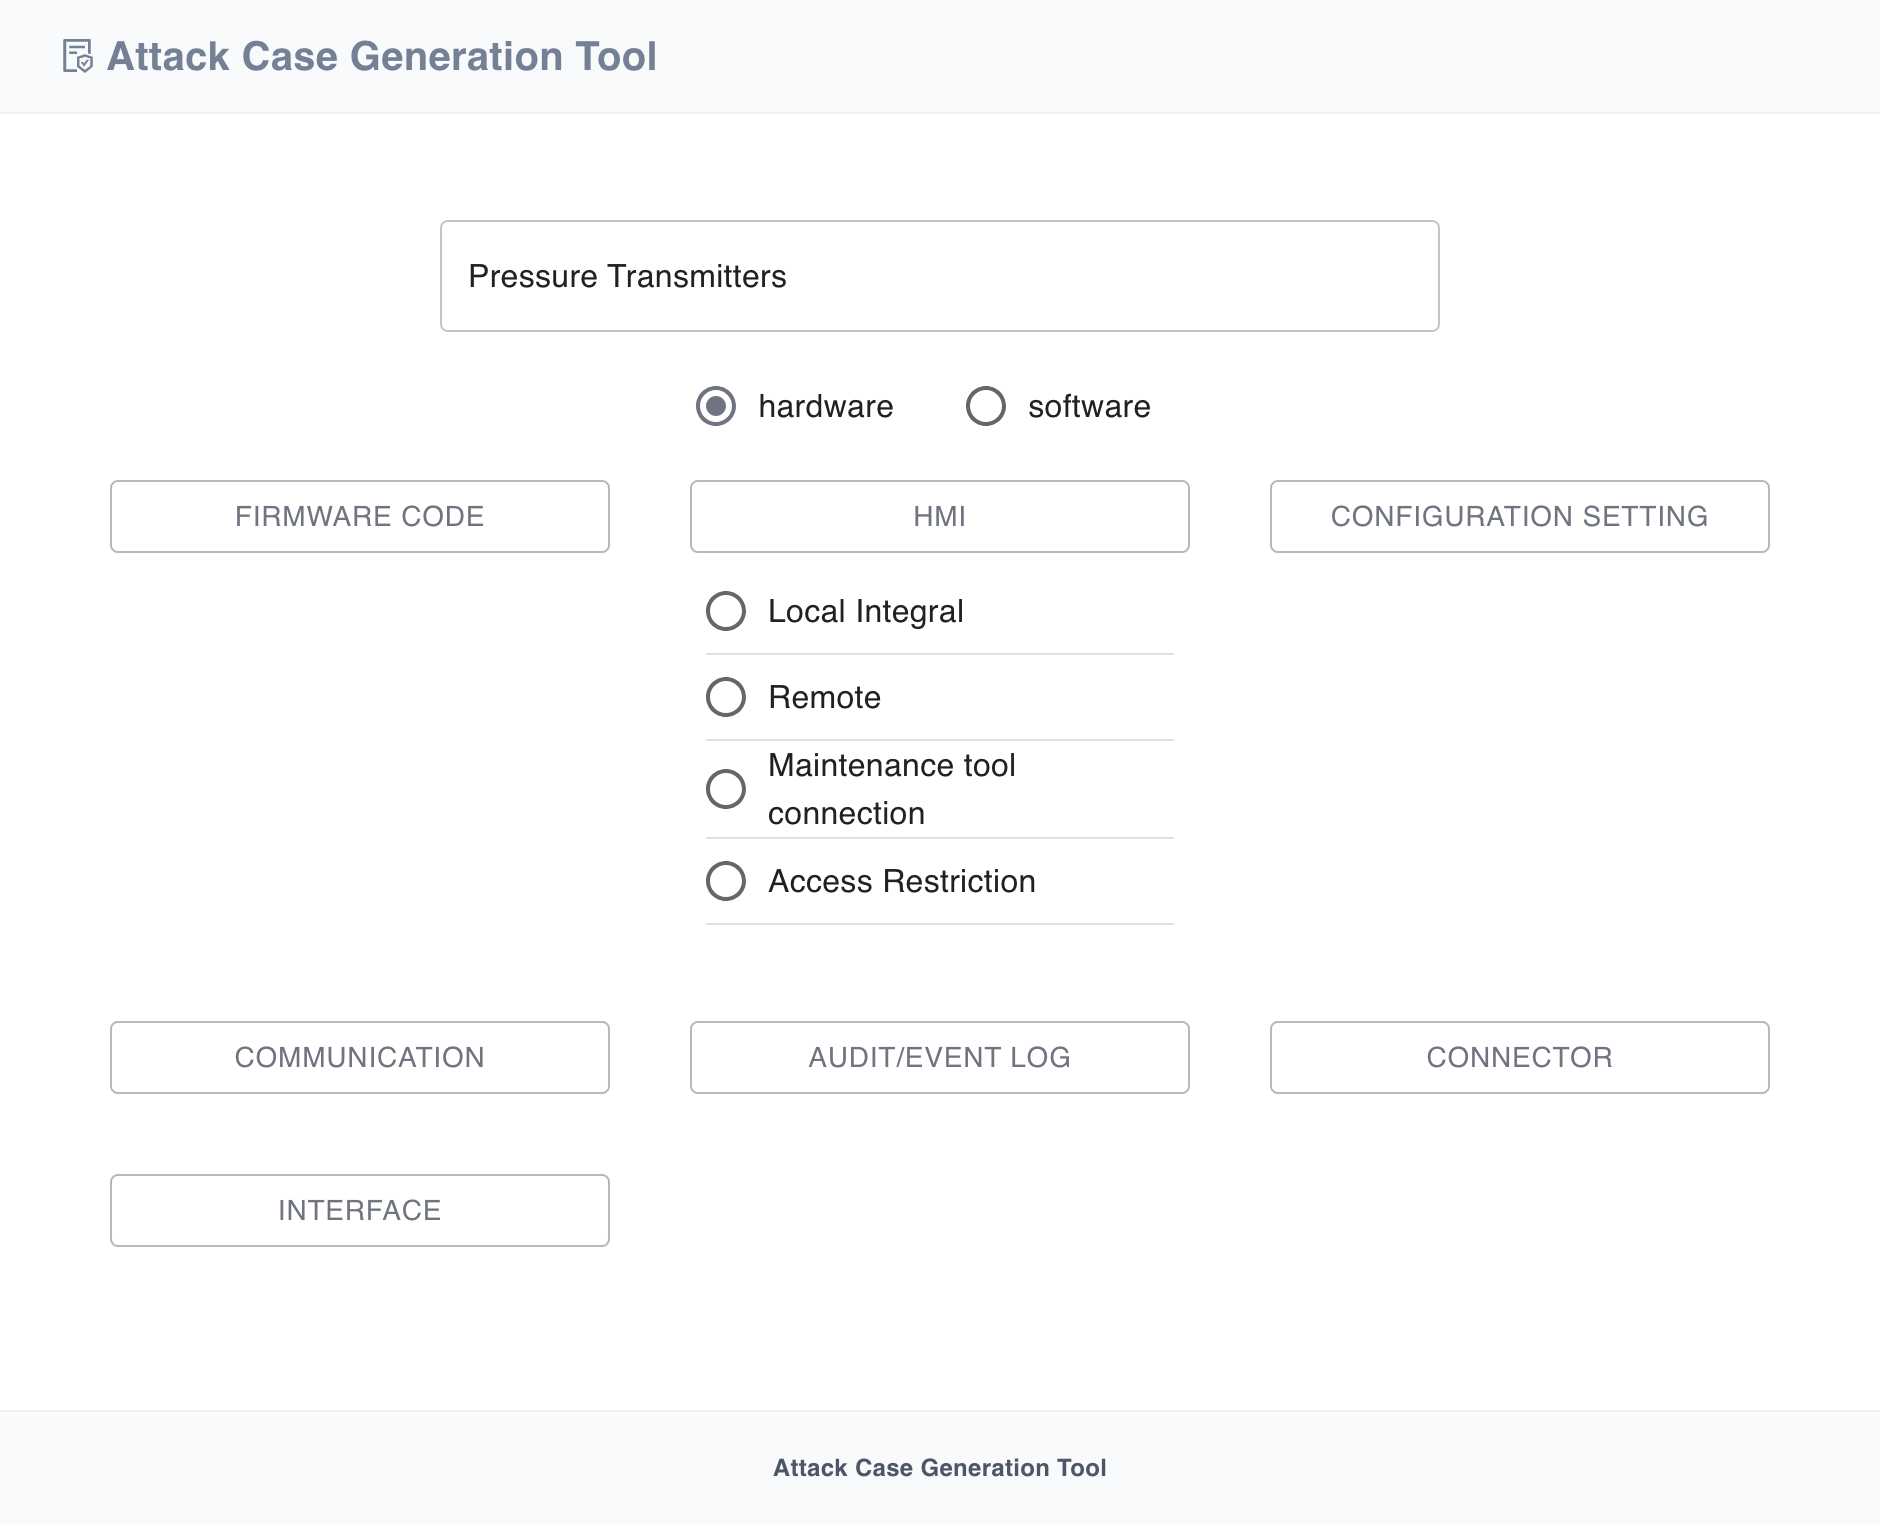 Attack Case Generation Tool
Pressure Transmitters
hardware
software
FIRMWARE CODE
HMI
CONFIGURATION SETTING
Local Integral
Remote
Maintenance tool
connection
Access Restriction
COMMUNICATION
AUDIT/EVENT LOG
CONNECTOR
INTERFACE
Attack Case Generation Tool